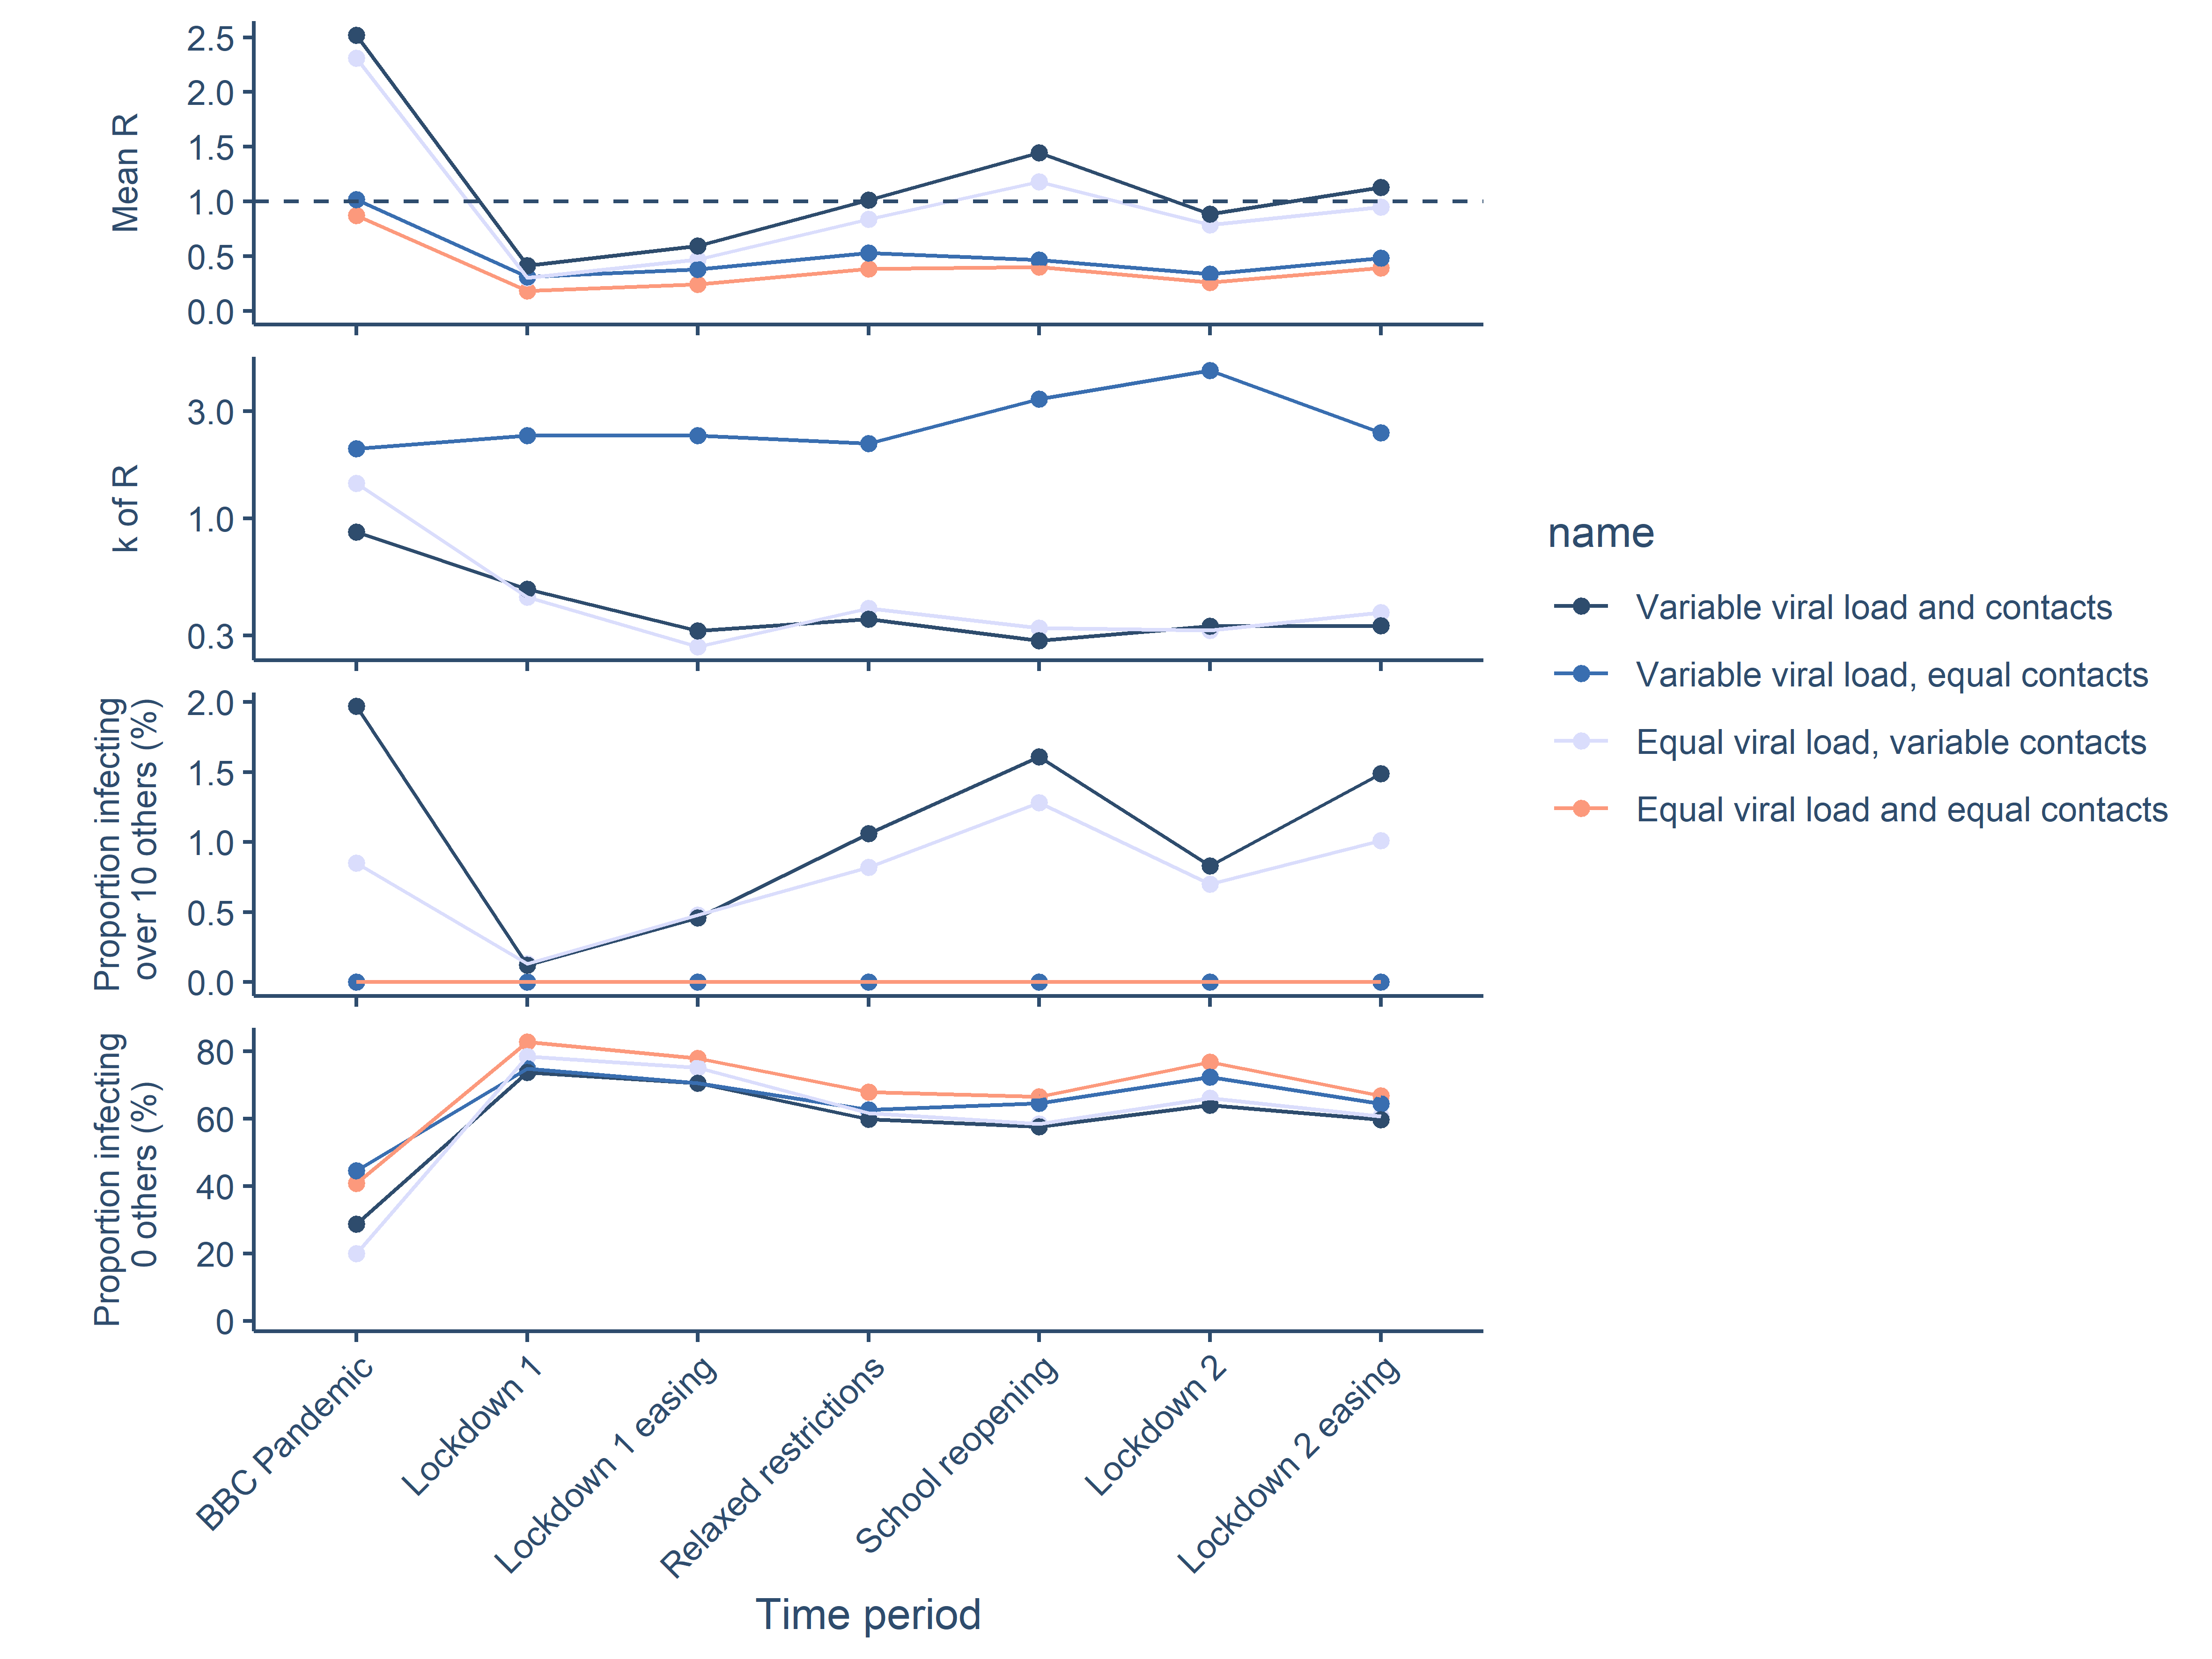 Mean R
2.5
2.0
1.5
1.0
0.5
0.0
k of R
3.0
1.0
0.3
Proportion infecting
over 10 others (%)
2.0
1.5
1.0
0.5
0.0
Proportion infecting
0 others (%)
80
60
40
20
0
BBC Pandemic
Lockdown 1
Lockdown 1 easing
Relaxed restrictions
School reopening
Lockdown 2
Lockdown 2 easing
Time period
name
Variable viral load and contacts
Variable viral load, equal contacts
Equal viral load, variable contacts
Equal viral load and equal contacts